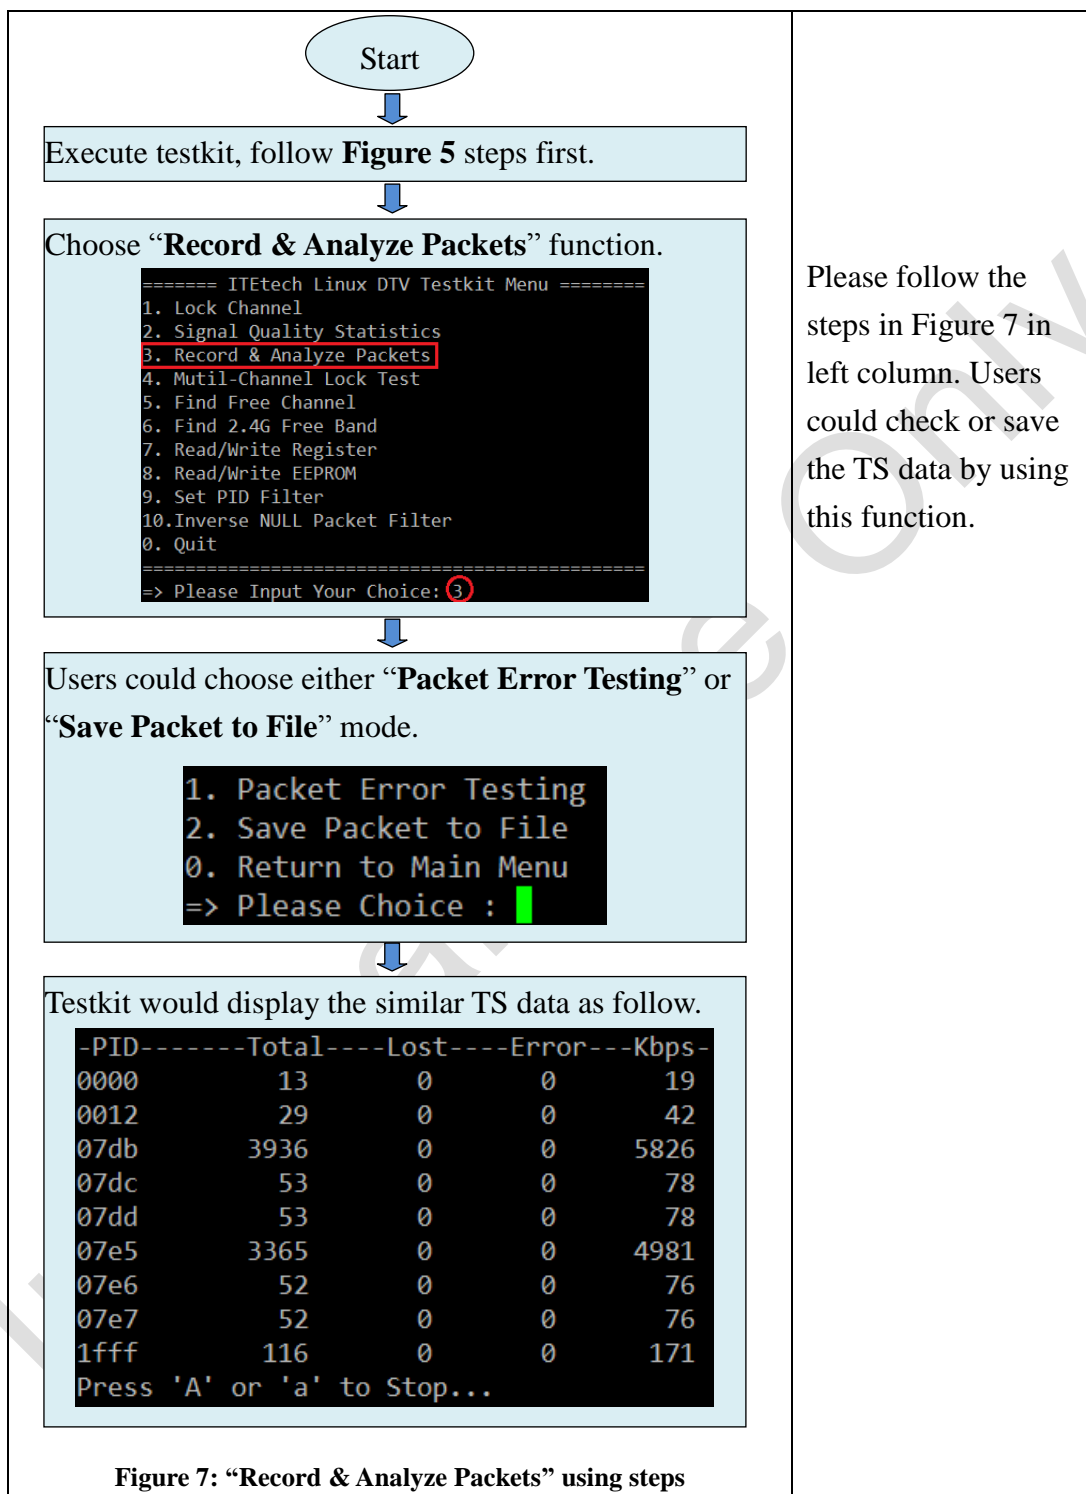 Start
Execute testkit, follow Figure 5 steps first.
Choose “Record & Analyze Packets” function.
======= ITEtech Linux DTV Testkit Menu ========
1. Lock Channel
2. Signal Quality Statistics
3. Record & Analyze Packets
4. Mutil-Channel Lock Test
5. Find Free Channel
6. Find 2.4G Free Band
7. Read/Write Register
8. Read/Write EEPROM
9. Set PID Filter
10.Inverse NULL Packet Filter
0. Quit
===============================================
=> Please Input Your Choice: 3
Users could choose either “Packet Error Testing” or
“Save Packet to File” mode.
1. Packet Error Testing
2. Save Packet to File
0. Return to Main Menu
=> Please Choice :
Testkit would display the similar TS data as follow.
-PID-------Total----Lost----Error---Kbps-
0000 13 0 0 19
0012 29 0 0 42
07db 3936 0 0 5826
07dc 53 0 0 78
07dd 53 0 0 78
07e5 3365 0 0 4981
07e6 52 0 0 76
07e7 52 0 0 76
1fff 116 0 0 171
Press 'A' or 'a' to Stop...
Figure 7: “Record & Analyze Packets” using steps
Please follow the
steps in Figure 7 in
left column. Users
could check or save
the TS data by using
this function.
Only